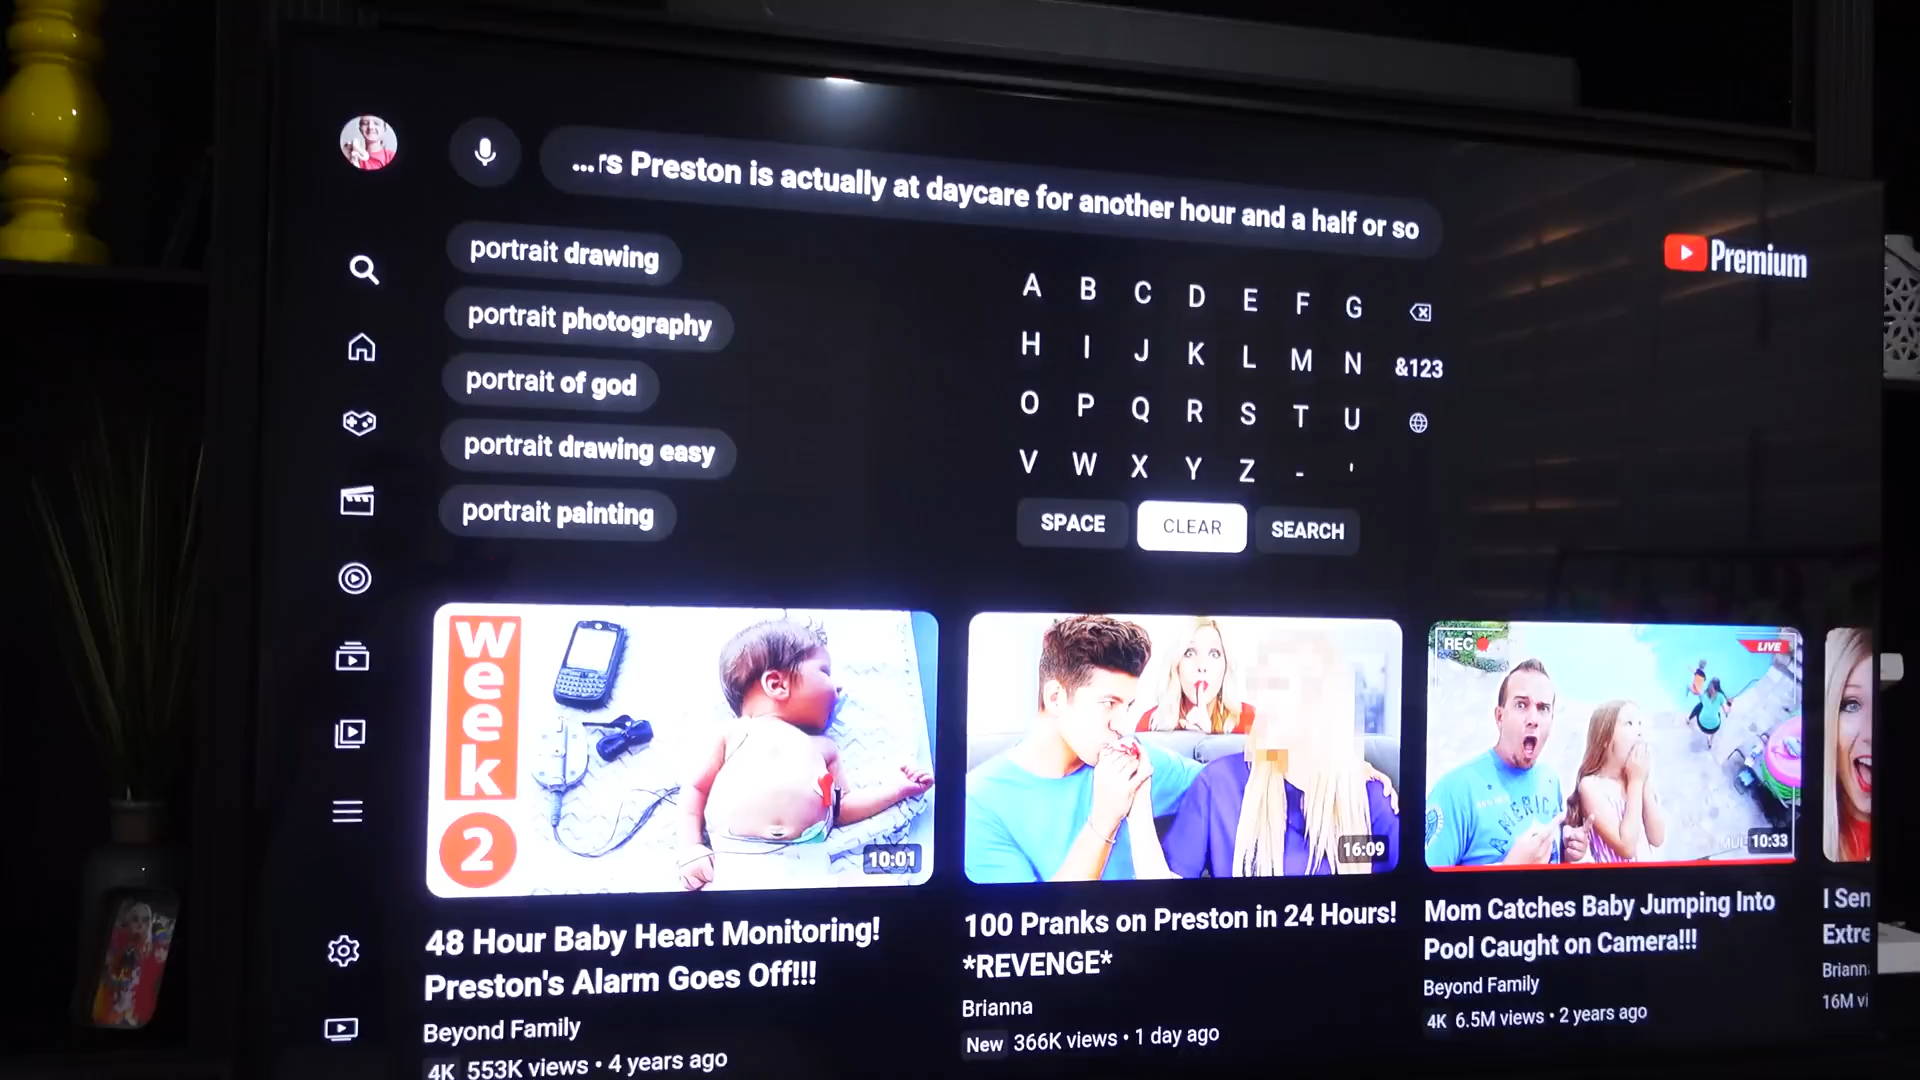 ...rs Preston is actually at daycare for another hour and a half or so
Premium
portrait drawing
portrait photography
portrait of god
portrait drawing easy
portrait painting
A B C D E F G
H I J K L M N &123
O P Q R S T U
V W X Y Z - '
SPACE CLEAR SEARCH
week
2
10:01
48 Hour Baby Heart Monitoring!
Preston's Alarm Goes Off!!!
Beyond Family
4K 553K views • 4 years ago
16:09
100 Pranks on Preston in 24 Hours!
*REVENGE*
Brianna
New 366K views • 1 day ago
REC
LIVE
AMERIC
10:33
Mom Catches Baby Jumping Into
Pool Caught on Camera!!!
Beyond Family
4K 6.5M views • 2 years ago
I Sen
Extre
Briann
16M vi